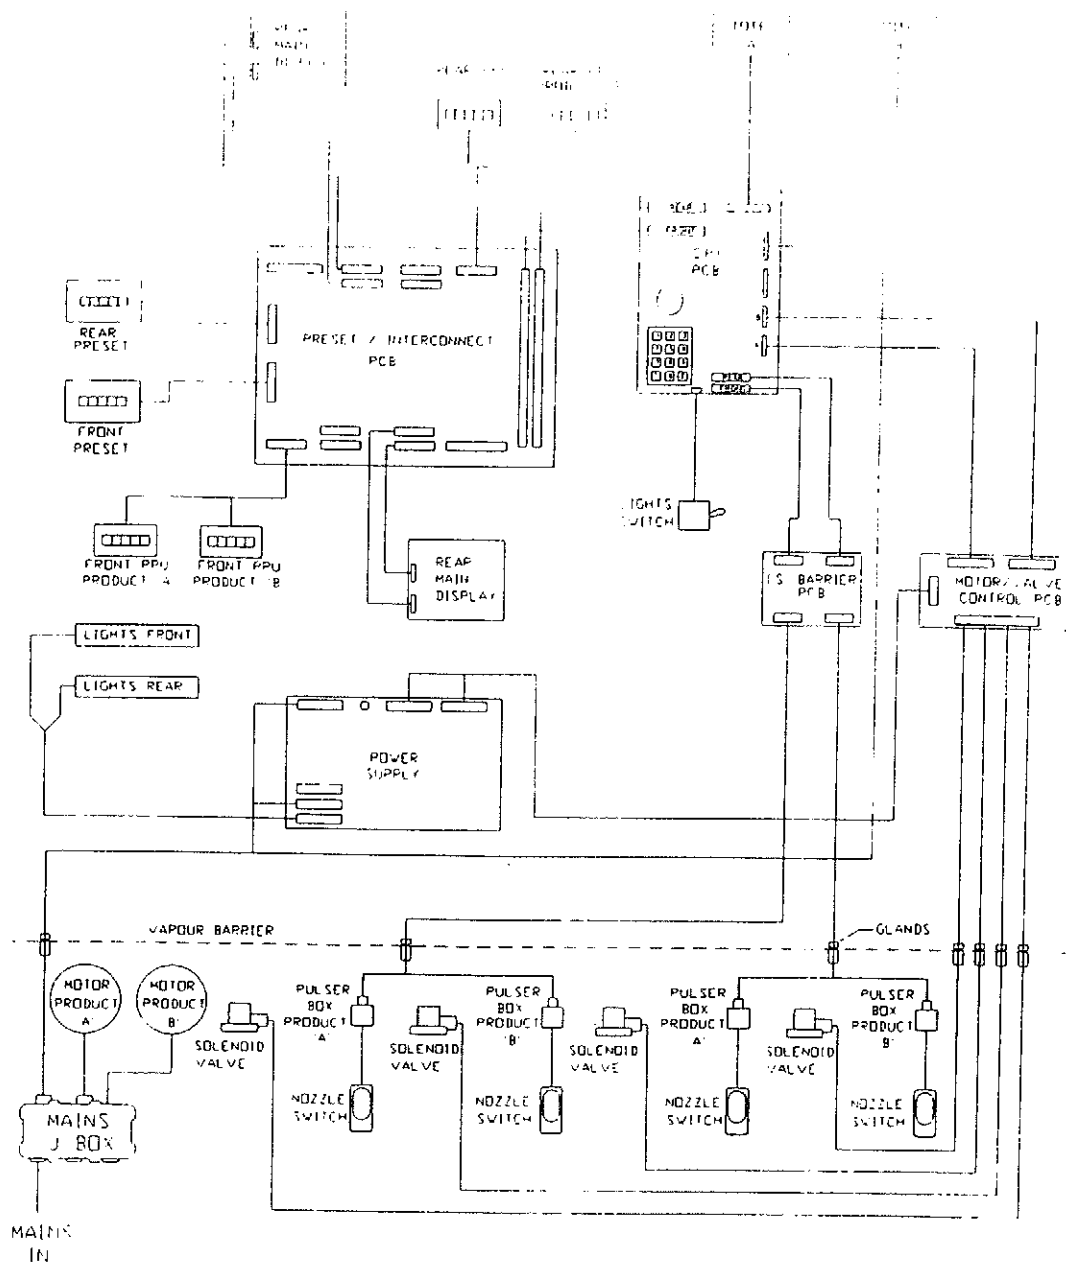 MAIN
REAR
PCB
REAR
PRESET
PRESET / INTERCONNECT
PCB
FRONT
PRESET
LIGHTS
SWITCH
FRONT PPU
PRODUCT 'A'
FRONT PPU
PRODUCT 'B'
REAR
MAIN
DISPLAY
I.S. BARRIER
PCB
MOTOR/VALVE
CONTROL PCB
LIGHTS FRONT
LIGHTS REAR
POWER
SUPPLY
VAPOUR BARRIER
GLANDS
MOTOR
PRODUCT
'A'
MOTOR
PRODUCT
'B'
SOLENOID
VALVE
PULSER
BOX
PRODUCT
'A'
SOLENOID
VALVE
PULSER
BOX
PRODUCT
'B'
SOLENOID
VALVE
PULSER
BOX
PRODUCT
'A'
SOLENOID
VALVE
PULSER
BOX
PRODUCT
'B'
NOZZLE
SWITCH
NOZZLE
SWITCH
NOZZLE
SWITCH
NOZZLE
SWITCH
MAINS
J BOX
MAINS
IN